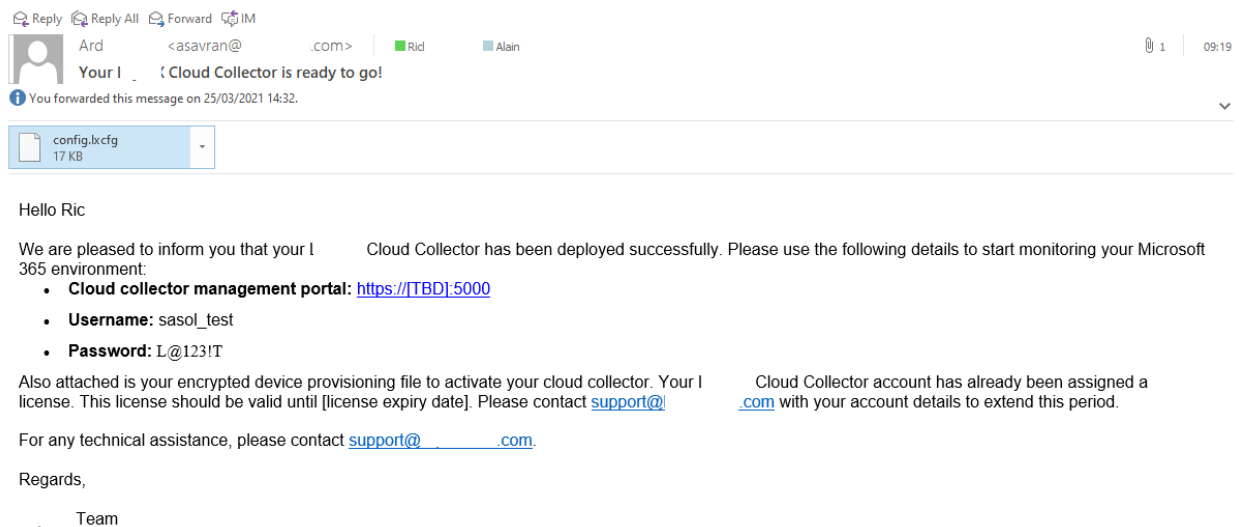 Reply Reply All Forward IM
Ard <asavran@ .com> Rid Alain 1 09:19
Your Cloud Collector is ready to go!
You forwarded this message on 25/03/2021 14:32.
config.lxcfg
17 KB
Hello Ric
We are pleased to inform you that your Cloud Collector has been deployed successfully. Please use the following details to start monitoring your Microsoft
365 environment:
• Cloud collector management portal: https://[TBD]:5000
• Username: sasol_test
• Password: L@123!T
Also attached is your encrypted device provisioning file to activate your cloud collector. Your Cloud Collector account has already been assigned a
license. This license should be valid until [license expiry date]. Please contact support@ .com with your account details to extend this period.
For any technical assistance, please contact support@ .com.
Regards,
Team